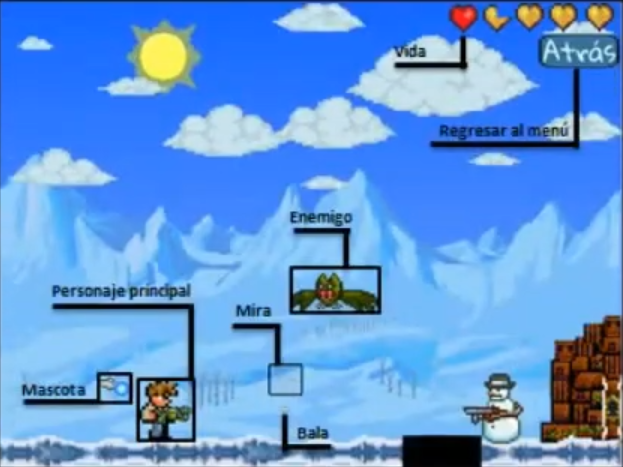 Vida
Atrás
Regresar al menú
Enemigo
Personaje principal
Mira
Mascota
Bala